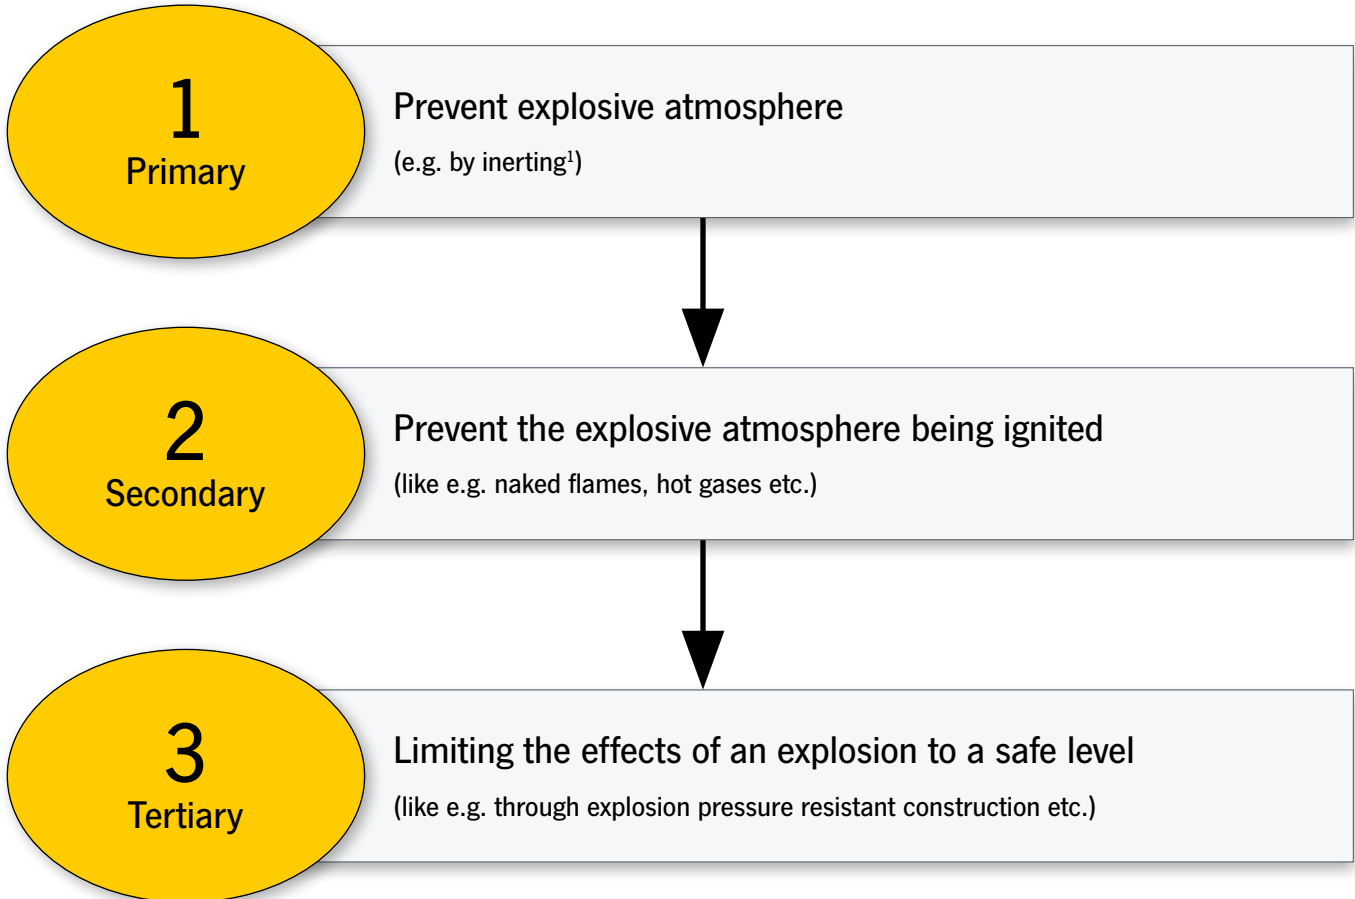 1
Primary
Prevent explosive atmosphere
(e.g. by inerting¹)
2
Secondary
Prevent the explosive atmosphere being ignited
(like e.g. naked flames, hot gases etc.)
3
Tertiary
Limiting the effects of an explosion to a safe level
(like e.g. through explosion pressure resistant construction etc.)